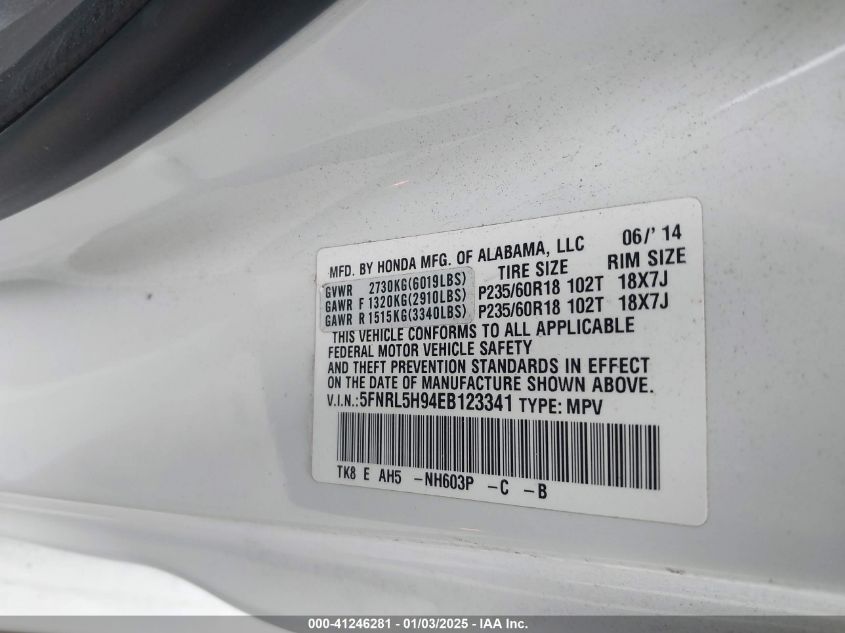 MFD. BY HONDA MFG. OF ALABAMA, LLC 06/'14
TIRE SIZE RIM SIZE
GVWR 2730KG(6019LBS)
GAWR F 1320KG(2910LBS) P235/60R18 102T 18X7J
GAWR R 1515KG(3340LBS) P235/60R18 102T 18X7J
THIS VEHICLE CONFORMS TO ALL APPLICABLE
FEDERAL MOTOR VEHICLE SAFETY
AND THEFT PREVENTION STANDARDS IN EFFECT
ON THE DATE OF MANUFACTURE SHOWN ABOVE.
V.I.N.:5FNRL5H94EB123341 TYPE: MPV
TK8 E AH5 -NH603P -C -B
000-41246281 - 01/03/2025 - IAA Inc.